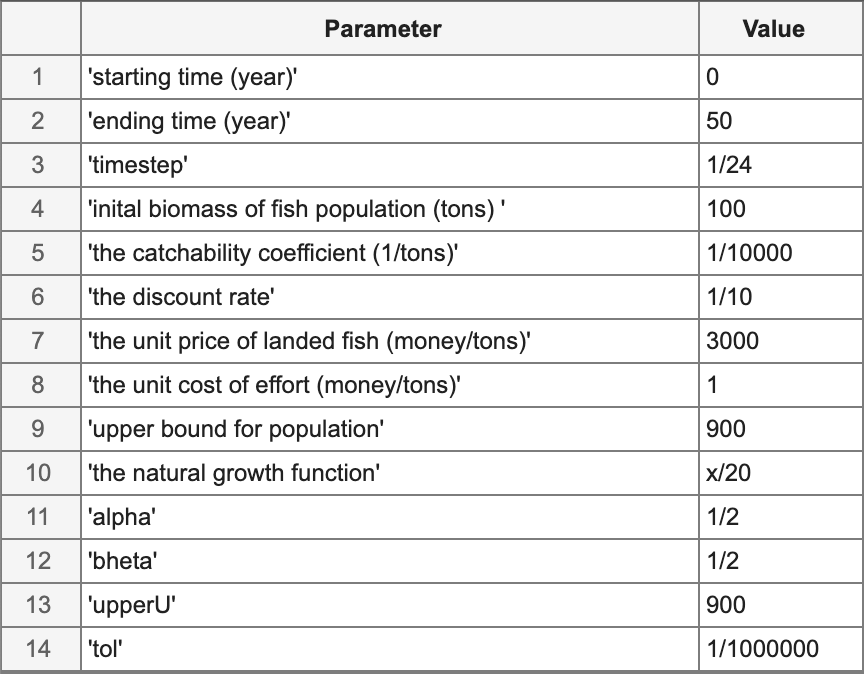 Parameter Value
1 'starting time (year)' 0
2 'ending time (year)' 50
3 'timestep' 1/24
4 'inital biomass of fish population (tons) ' 100
5 'the catchability coefficient (1/tons)' 1/10000
6 'the discount rate' 1/10
7 'the unit price of landed fish (money/tons)' 3000
8 'the unit cost of effort (money/tons)' 1
9 'upper bound for population' 900
10 'the natural growth function' x/20
11 'alpha' 1/2
12 'bheta' 1/2
13 'upperU' 900
14 'tol' 1/1000000